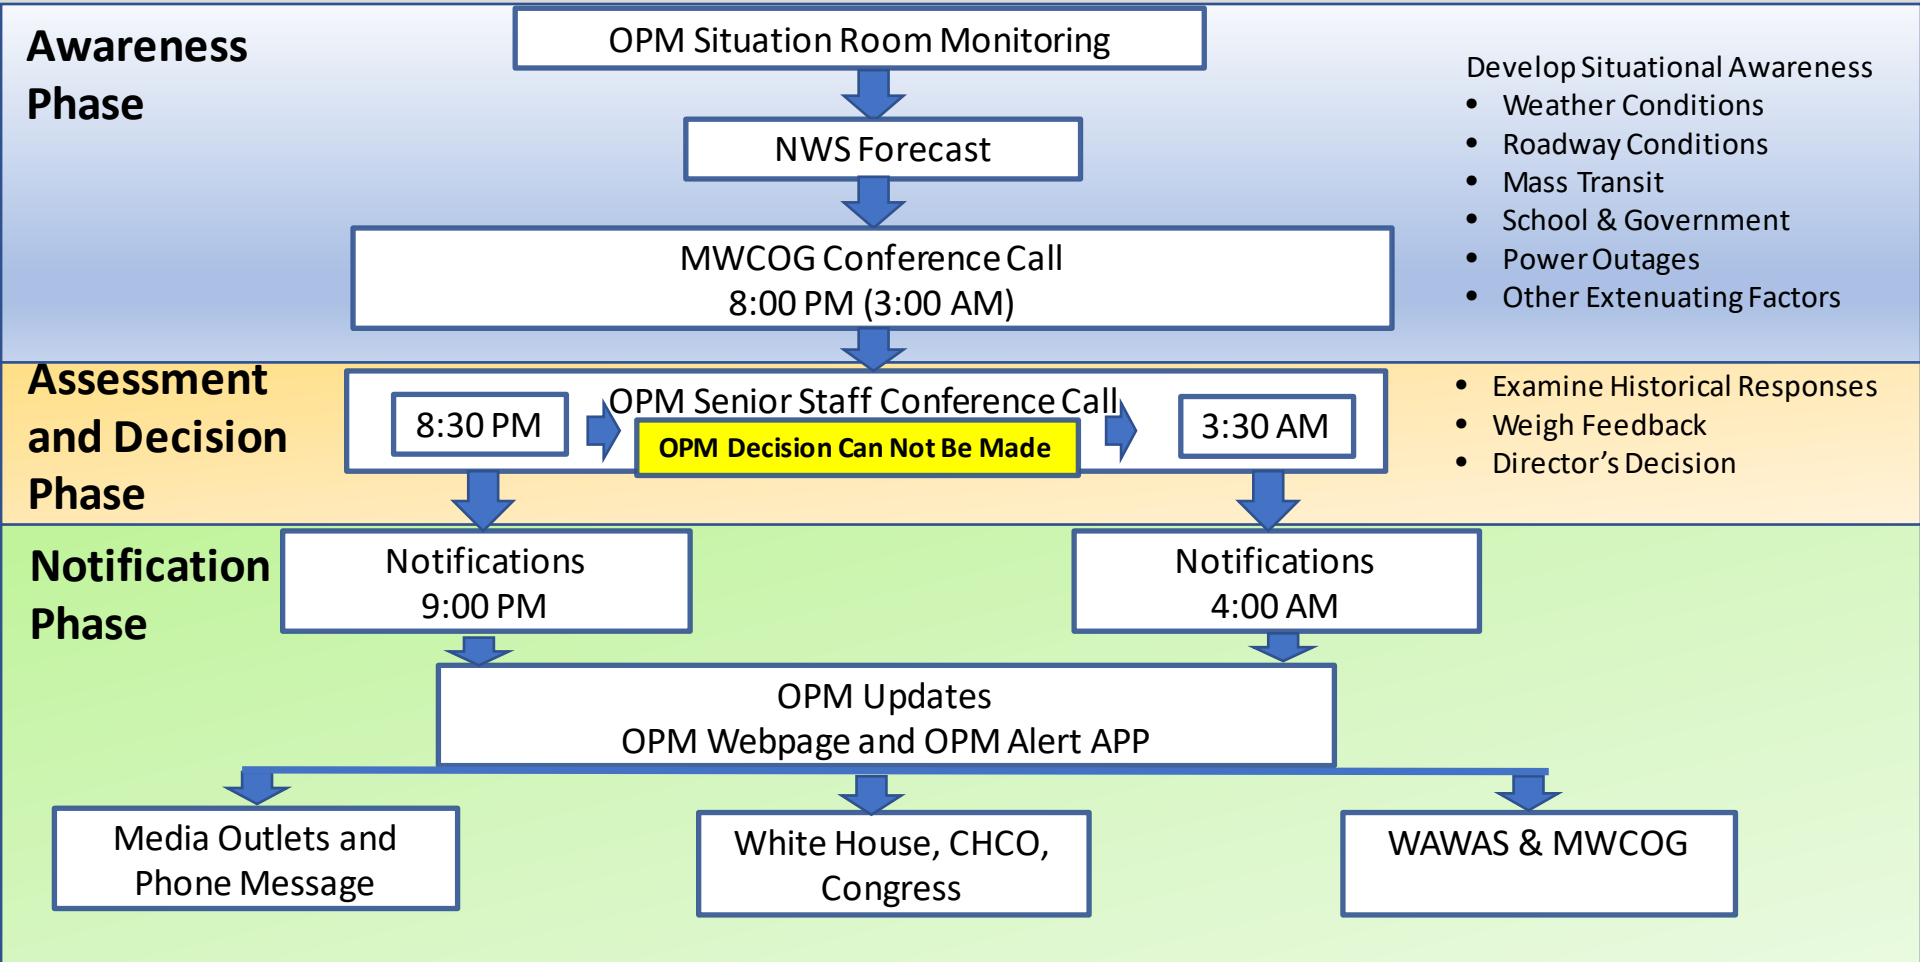 Awareness
Phase
OPM Situation Room Monitoring
NWS Forecast
MWCOG Conference Call
8:00 PM (3:00 AM)
Develop Situational Awareness
• Weather Conditions
• Roadway Conditions
• Mass Transit
• School & Government
• Power Outages
• Other Extenuating Factors
Assessment
and Decision
Phase
OPM Senior Staff Conference Call
8:30 PM
OPM Decision Can Not Be Made
3:30 AM
• Examine Historical Responses
• Weigh Feedback
• Director's Decision
Notification
Phase
Notifications
9:00 PM
Notifications
4:00 AM
OPM Updates
OPM Webpage and OPM Alert APP
Media Outlets and
Phone Message
White House, CHCO,
Congress
WAWAS & MWCOG